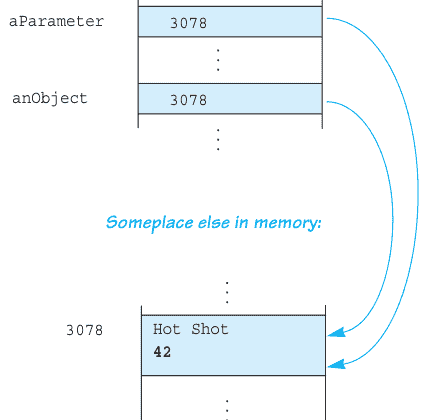 aParameter 3078
anObject 3078
Someplace else in memory:
3078 Hot Shot
42